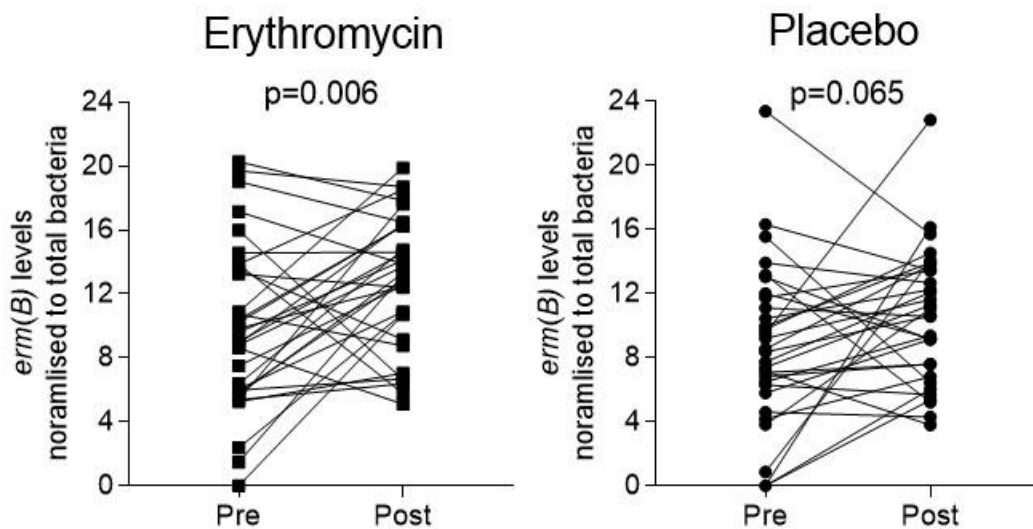 Erythromycin
p=0.006
24
20
16
12
8
4
0
erm(B) levels
noramlised to total bacteria
Pre
Post
Placebo
p=0.065
24
20
16
12
8
4
0
erm(B) levels
noramlised to total bacteria
Pre
Post